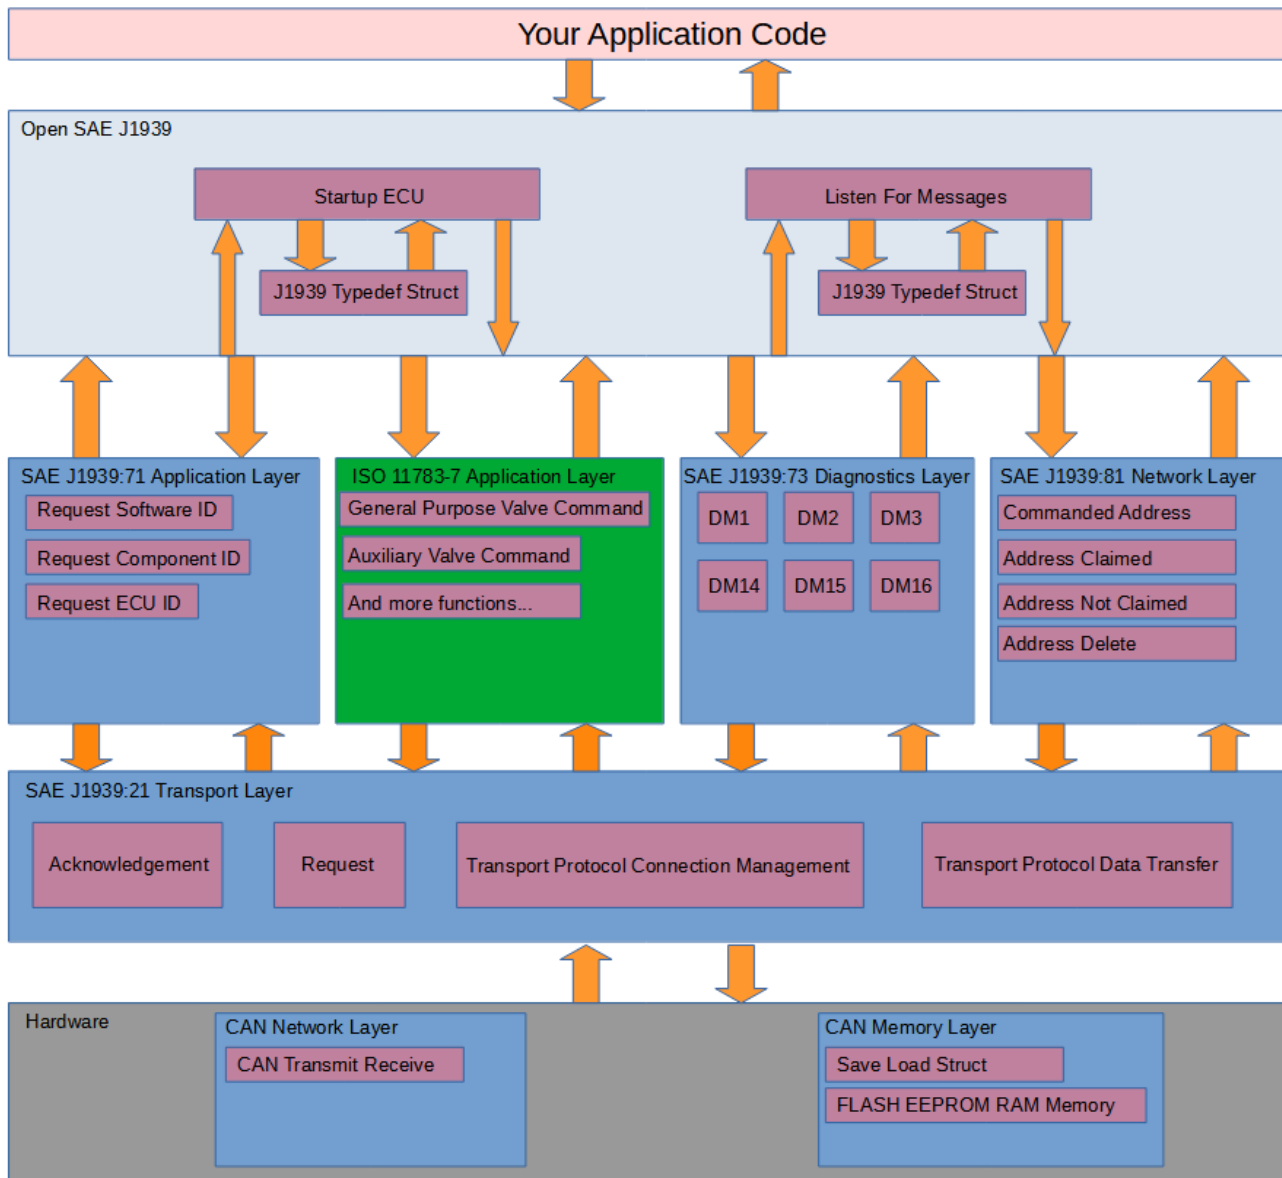 Your Application Code
Open SAE J1939
Startup ECU
Listen For Messages
J1939 Typedef Struct
J1939 Typedef Struct
SAE J1939:71 Application Layer
Request Software ID
Request Component ID
Request ECU ID
ISO 11783-7 Application Layer
General Purpose Valve Command
Auxiliary Valve Command
And more functions...
SAE J1939:73 Diagnostics Layer
DM1
DM2
DM3
DM14
DM15
DM16
SAE J1939:81 Network Layer
Commanded Address
Address Claimed
Address Not Claimed
Address Delete
SAE J1939:21 Transport Layer
Acknowledgement
Request
Transport Protocol Connection Management
Transport Protocol Data Transfer
Hardware
CAN Network Layer
CAN Transmit Receive
CAN Memory Layer
Save Load Struct
FLASH EEPROM RAM Memory